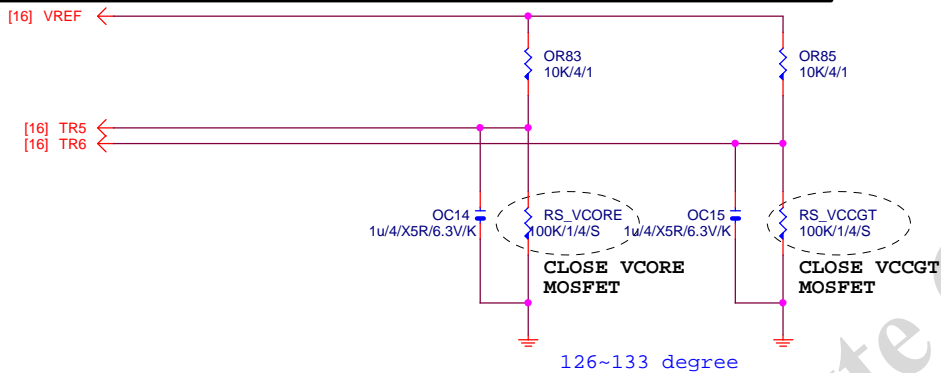 [16] VREF
OR83
10K/4/1
OR85
10K/4/1
[16] TR5
[16] TR6
OC14
1u/4/X5R/6.3V/K
RS_VCORE
100K/1/4/S
OC15
1u/4/X5R/6.3V/K
RS_VCCGT
100K/1/4/S
CLOSE VCORE
MOSFET
CLOSE VCCGT
MOSFET
126~133 degree